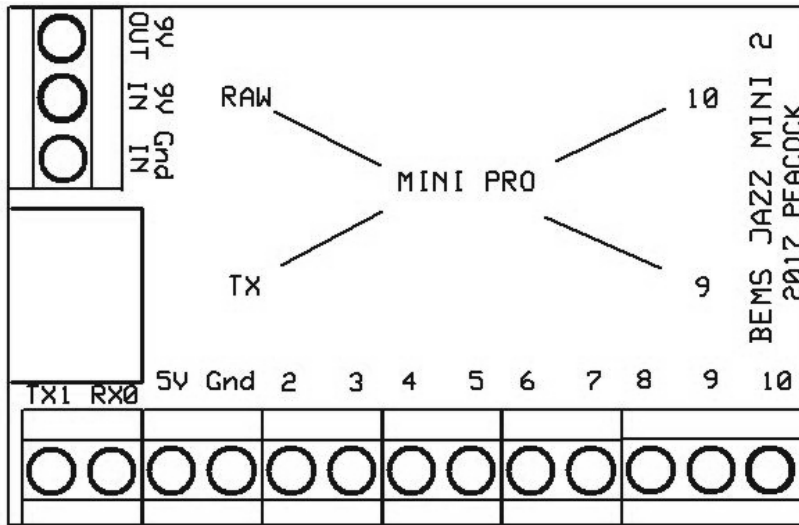 9V
OUT
9V
IN
Gnd
IN
RAW
10
MINI PRO
TX
9
BEMS JAZZ MINI 2
2017 PEACOCK
TX1 RX0 5V Gnd 2 3 4 5 6 7 8 9 10